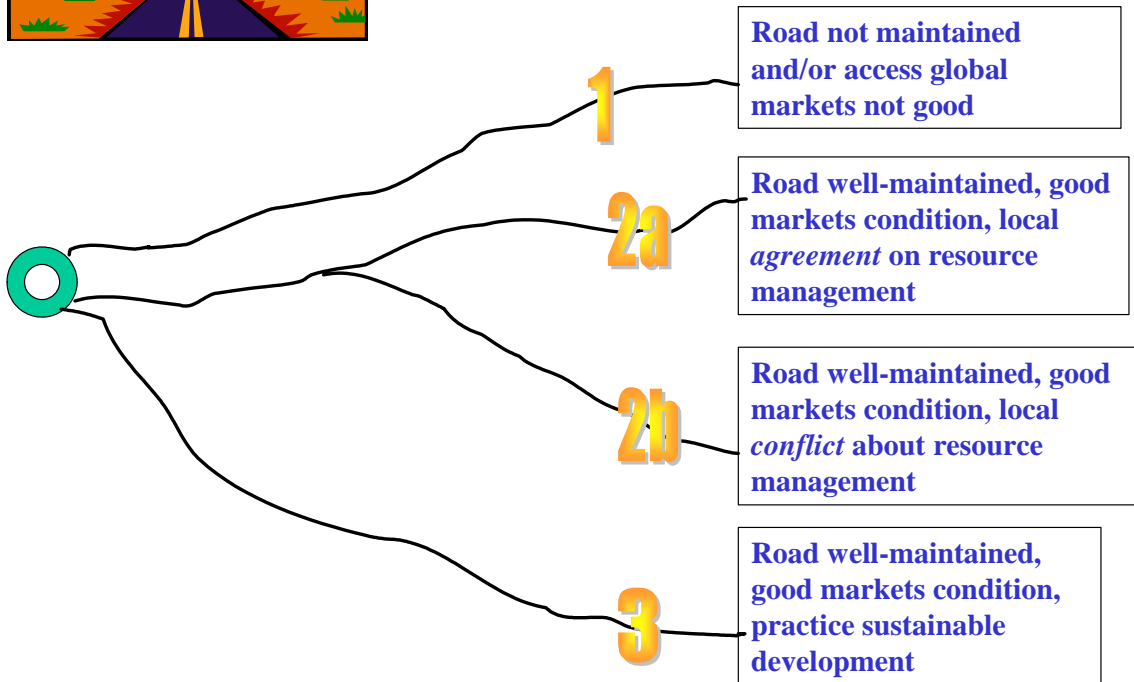 1
Road not maintained
and/or access global
markets not good
2a
Road well-maintained, good
markets condition, local
agreement on resource
management
2b
Road well-maintained, good
markets condition, local
conflict about resource
management
3
Road well-maintained,
good markets condition,
practice sustainable
development